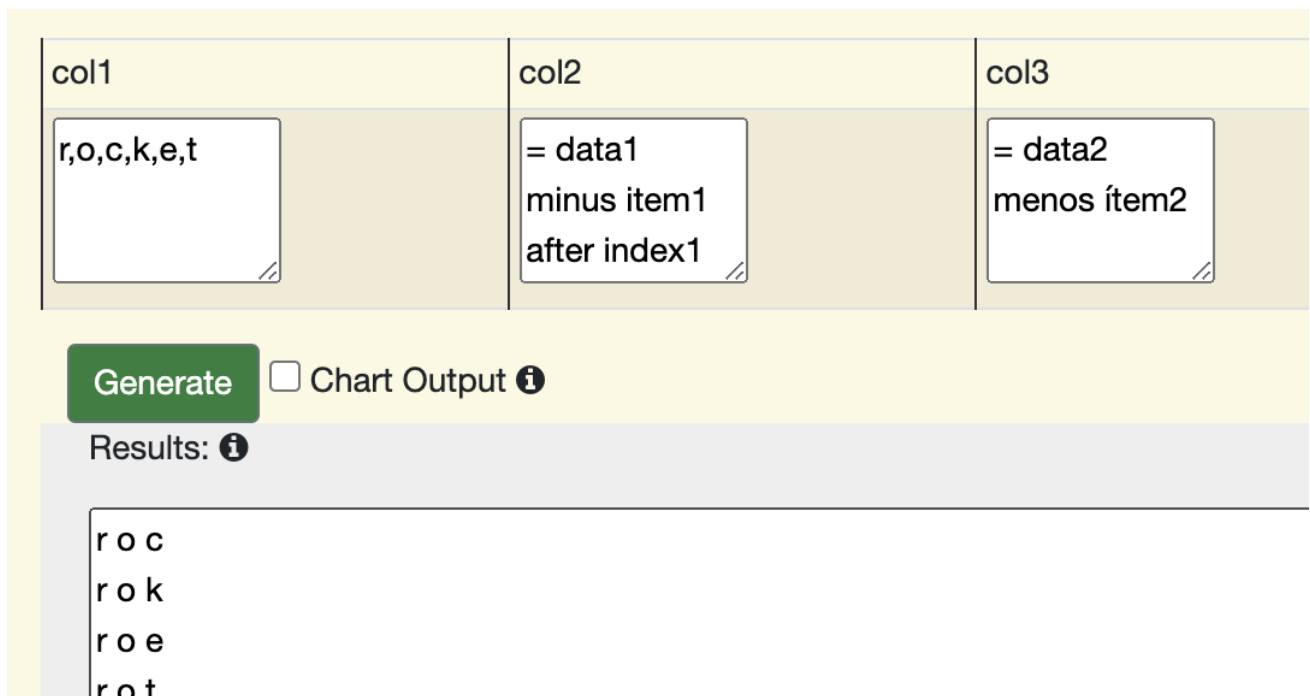 col1
col2
col3
r,o,c,k,e,t
= data1
minus item1
after index1
= data2
menos ítem2
Generate
Chart Output
Results:
r o c
r o k
r o e
r o t